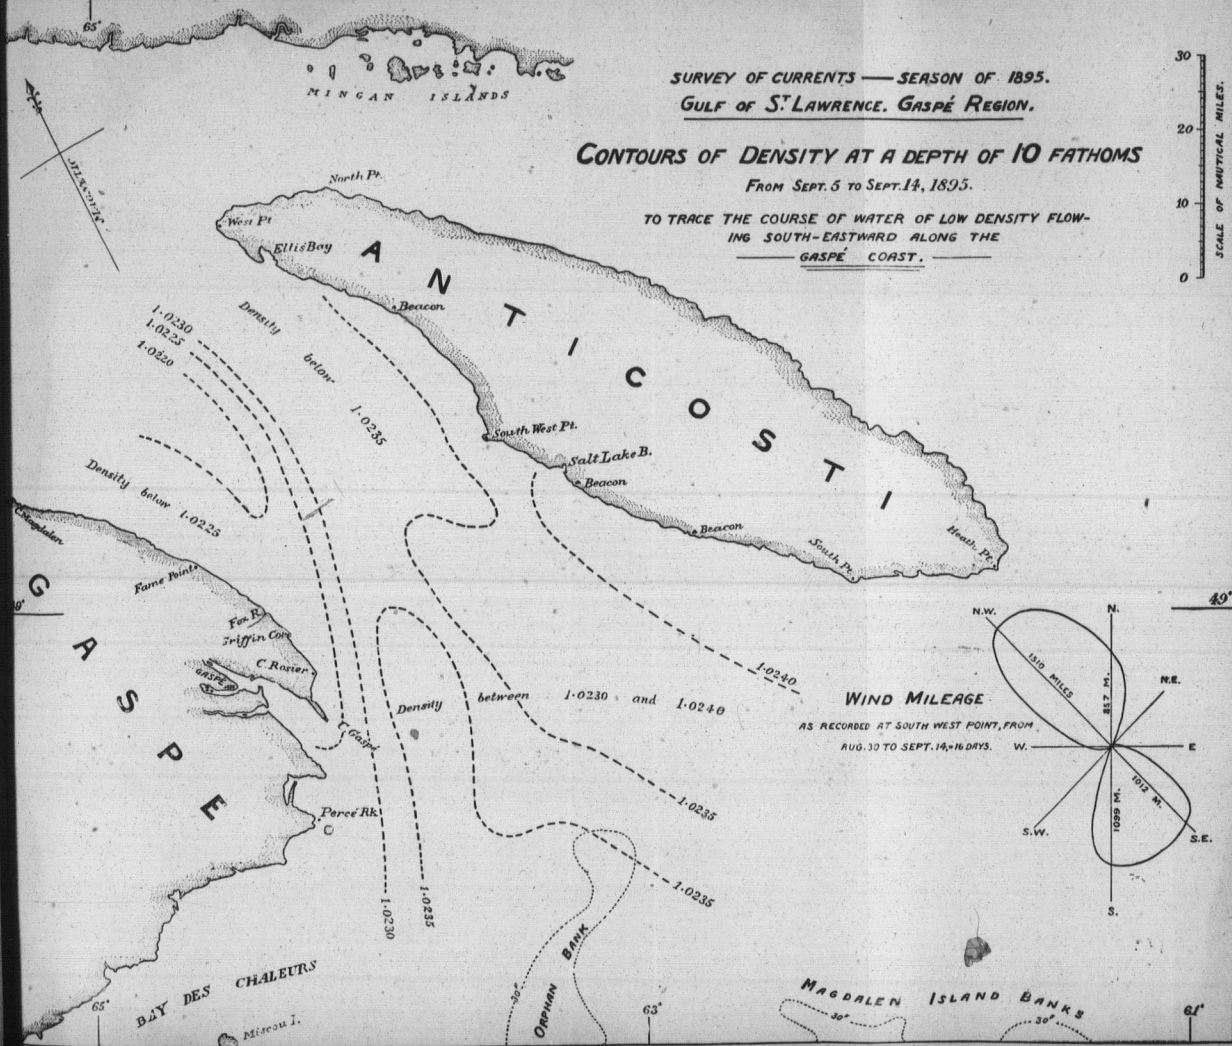 65°
MINGAN ISLANDS
SURVEY OF CURRENTS — SEASON OF 1895.
GULF OF ST LAWRENCE. GASPÉ REGION.
CONTOURS OF DENSITY AT A DEPTH OF 10 FATHOMS
FROM SEPT. 5 TO SEPT. 14, 1895.
TO TRACE THE COURSE OF WATER OF LOW DENSITY FLOW-
ING SOUTH-EASTWARD ALONG THE
GASPÉ COAST.
30
20
10
0
SCALE OF NAUTICAL MILES.
MAGNETIC
North Pt.
West Pt
Ellis Bay
Beacon
ANTICOSTI
South West Pt.
Salt Lake B.
Beacon
Beacon
South Pt.
Heath Pt.
1.0230
1.0225
1.0220
Density
below
1.0235
Density below 1.0225
C. Magdalen
Fame Point
Fox R.
Griffin Cove
C. Rosier
GASPÉ
C. Gaspé
Percé Rk.
GASPE
49°
1.0240
Density between 1.0230 and 1.0240
1.0235
1.0235
1.0230
1.0235
WIND MILEAGE
AS RECORDED AT SOUTH WEST POINT, FROM
AUG. 30 TO SEPT. 14,=16 DAYS.
N.W.
N.
N.E.
W.
E
S.W.
S.
S.E.
1510 MILES
857 M.
1012 M.
1099 M.
BAY DES CHALEURS
Miscou I.
ORPHAN BANK
30f
MAGDALEN ISLAND BANKS
30f
30f
65°
63°
61°